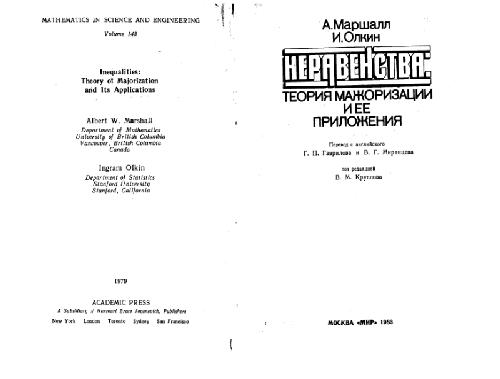 MATHEMATICS IN SCIENCE AND ENGINEERING
Volume 143
Inequalities:
Theory of Majorization
and Its Applications
Albert W. Marshall
Department of Mathematics
University of British Columbia
Vancouver, British Columbia
Canada
Ingram Olkin
Department of Statistics
Stanford University
Stanford, California
1979
ACADEMIC PRESS
A Subsidiary of Harcourt Brace Jovanovich, Publishers
New York London Toronto Sydney San Francisco
А.Маршалл
И.Олкин
НЕРАВЕНСТВА:
ТЕОРИЯ МАЖОРИЗАЦИИ
И ЕЕ
ПРИЛОЖЕНИЯ
Перевод с английского
Г. П. Гаврилова и В. Г.
под редакцией
В. М.
МОСКВА «МИР» 1983